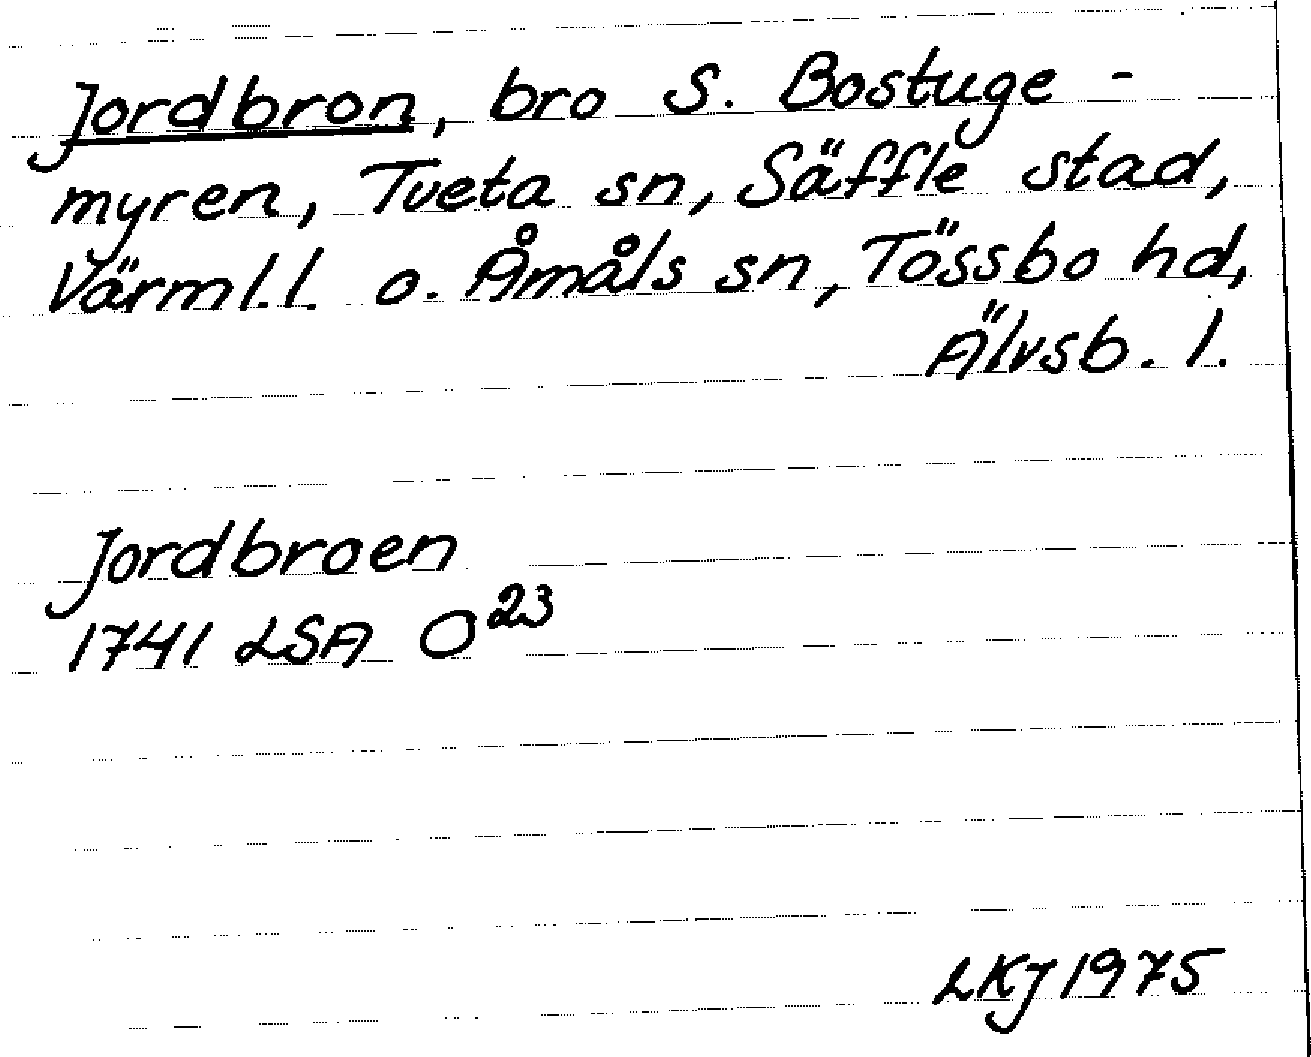 Jordbron, bro S. Bostuge-
myren, Tveta sn, Säffle stad,
Värml.l. o. Åmåls sn, Tössbo hd,
Älvsb. l.
Jordbroen
1741 LSA O²³
LKJ 1975